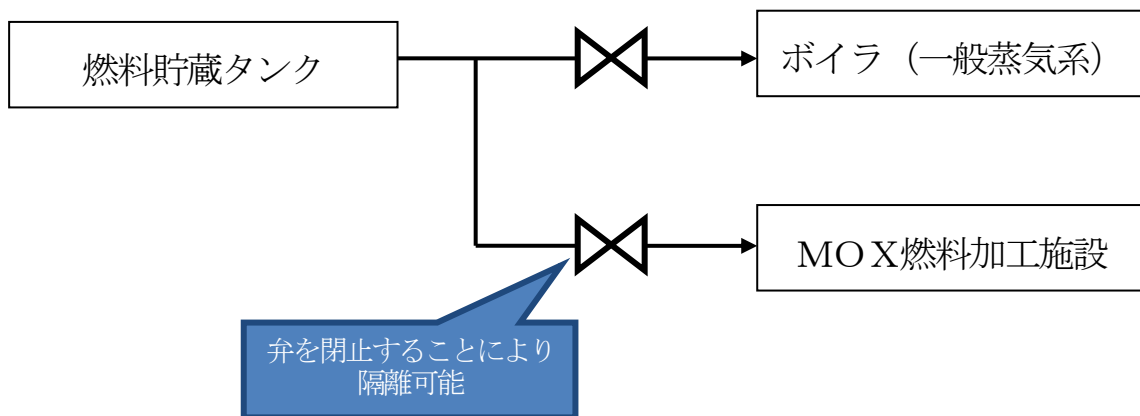 燃料貯蔵タンク
ボイラ（一般蒸気系）
ＭＯＸ燃料加工施設
弁を閉止することにより
隔離可能